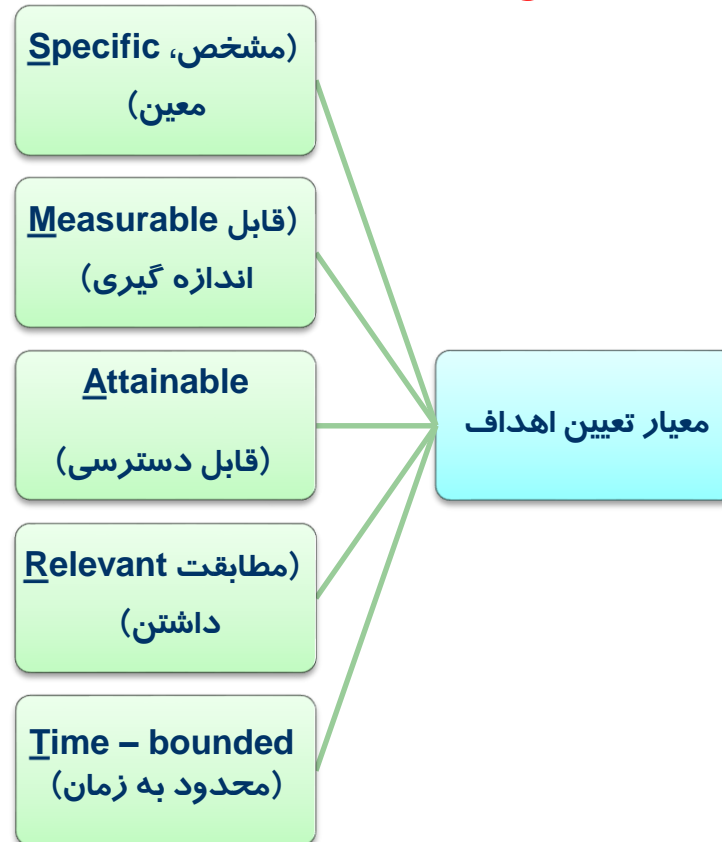 Specific (مشخص،
معین)
Measurable (قابل
اندازه گیری)
Attainable
(قابل دسترسی)
Relevant (مطابقت
داشتن)
Time – bounded
(محدود به زمان)
معیار تعیین اهداف